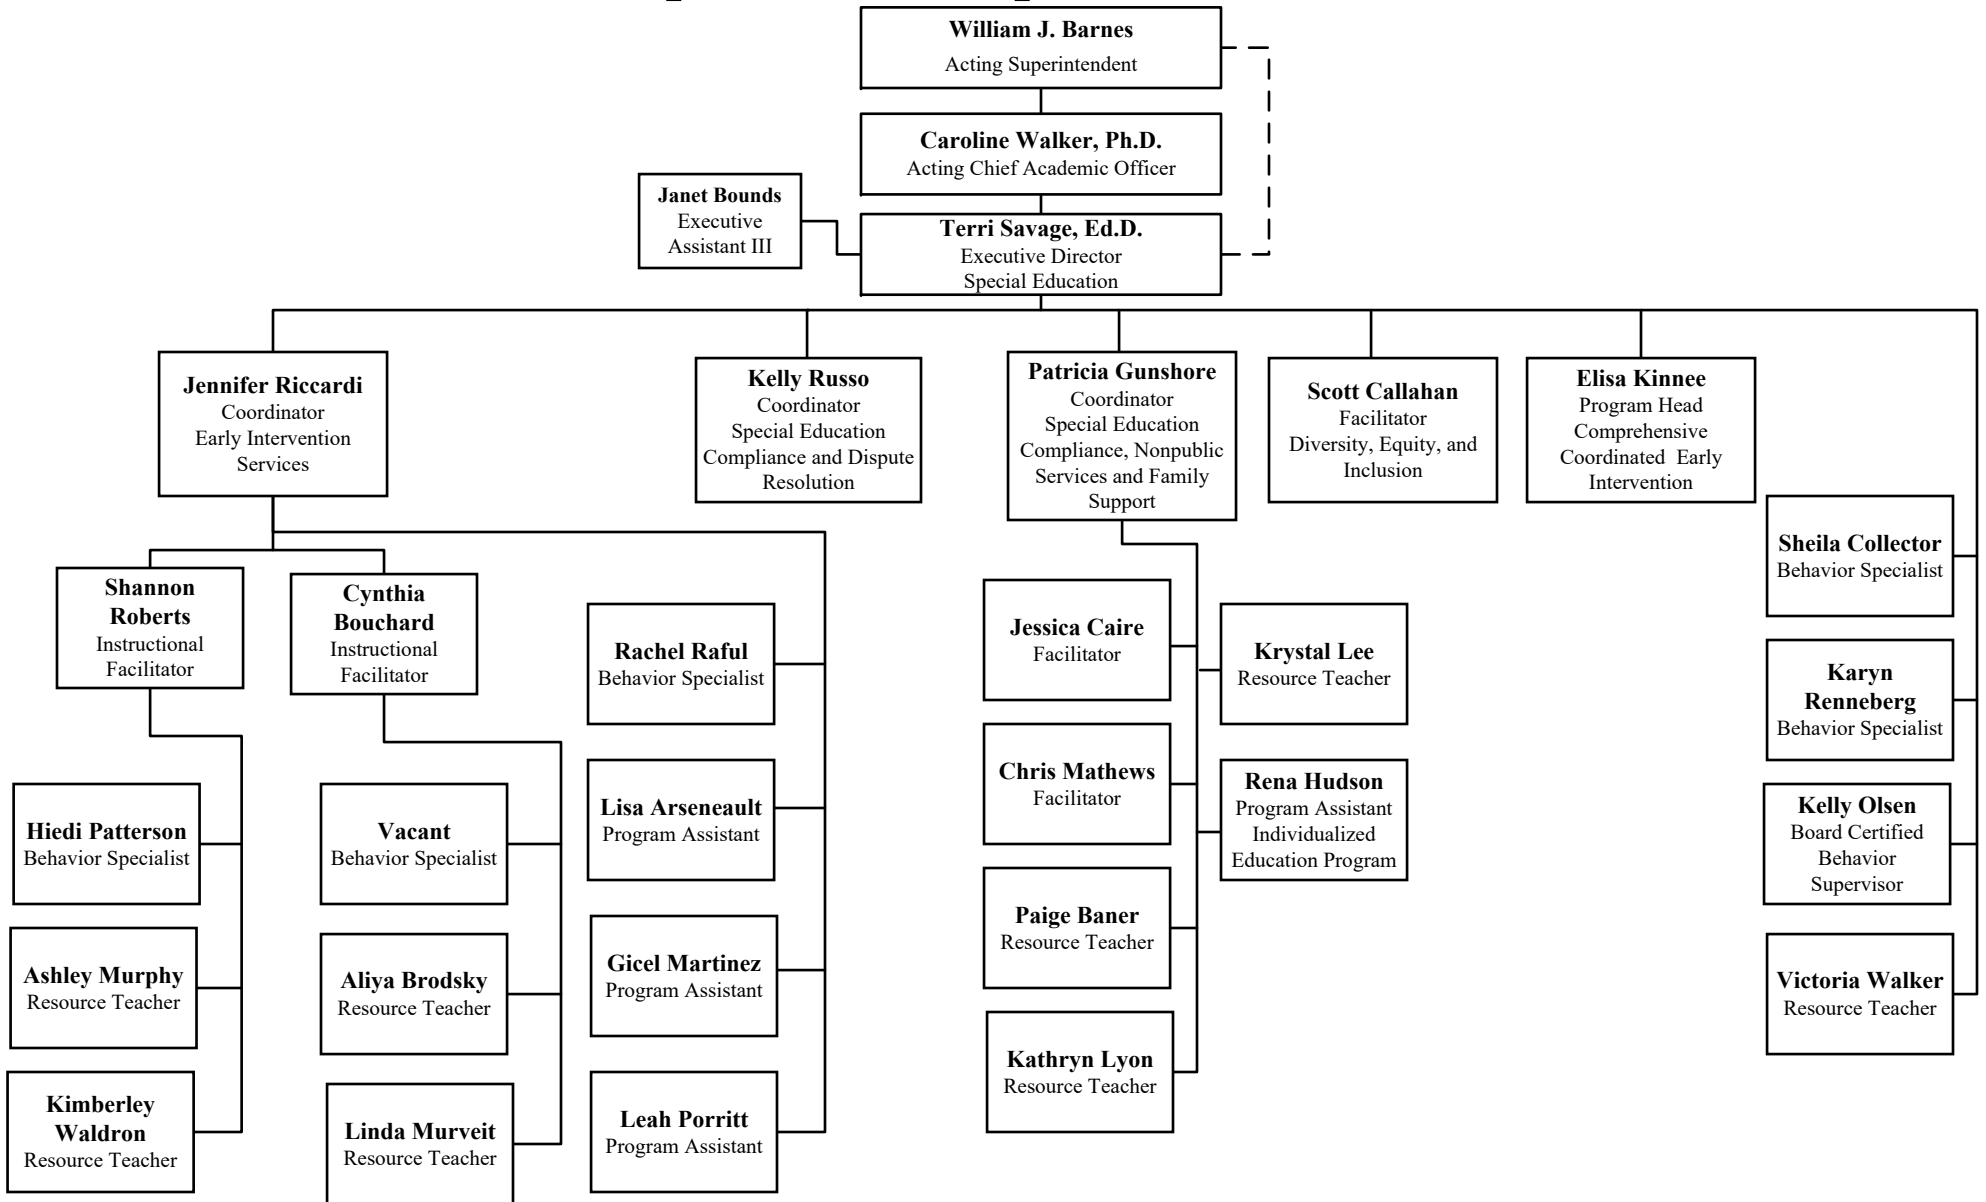 William J. Barnes
Acting Superintendent
Caroline Walker, Ph.D.
Acting Chief Academic Officer
Janet Bounds
Executive
Assistant III
Terri Savage, Ed.D.
Executive Director
Special Education
Jennifer Riccardi
Coordinator
Early Intervention
Services
Kelly Russo
Coordinator
Special Education
Compliance and Dispute
Resolution
Patricia Gunshore
Coordinator
Special Education
Compliance, Nonpublic
Services and Family
Support
Scott Callahan
Facilitator
Diversity, Equity, and
Inclusion
Elisa Kinnee
Program Head
Comprehensive
Coordinated  Early
Intervention
Shannon
Roberts
Instructional
Facilitator
Cynthia
Bouchard
Instructional
Facilitator
Rachel Raful
Behavior Specialist
Lisa Arseneault
Program Assistant
Gicel Martinez
Program Assistant
Leah Porritt
Program Assistant
Hiedi Patterson
Behavior Specialist
Ashley Murphy
Resource Teacher
Kimberley
Waldron
Resource Teacher
Vacant
Behavior Specialist
Aliya Brodsky
Resource Teacher
Linda Murveit
Resource Teacher
Jessica Caire
Facilitator
Chris Mathews
Facilitator
Paige Baner
Resource Teacher
Kathryn Lyon
Resource Teacher
Krystal Lee
Resource Teacher
Rena Hudson
Program Assistant
Individualized
Education Program
Sheila Collector
Behavior Specialist
Karyn
Renneberg
Behavior Specialist
Kelly Olsen
Board Certified
Behavior
Supervisor
Victoria Walker
Resource Teacher